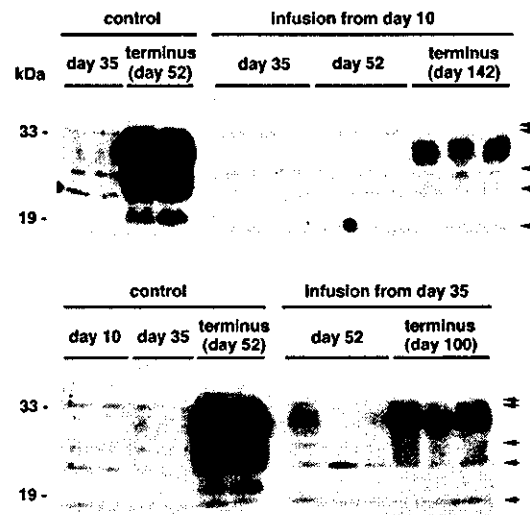 control infusion from day 10
kDa day 35 terminus (day 52) day 35 day 52 terminus (day 142)
33 -
19 -
control infusion from day 35
day 10 day 35 terminus (day 52) day 52 terminus (day 100)
33 -
19 -